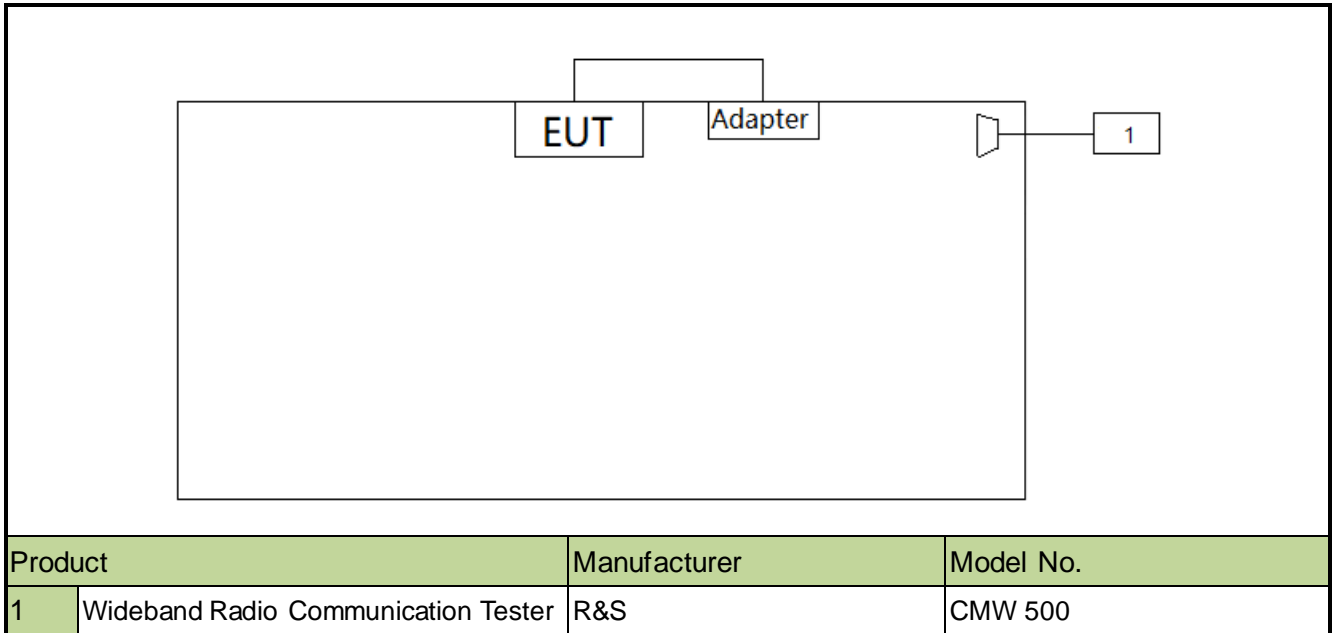 EUT
Adapter
1
Product Manufacturer Model No.
1 Wideband Radio Communication Tester R&S CMW 500